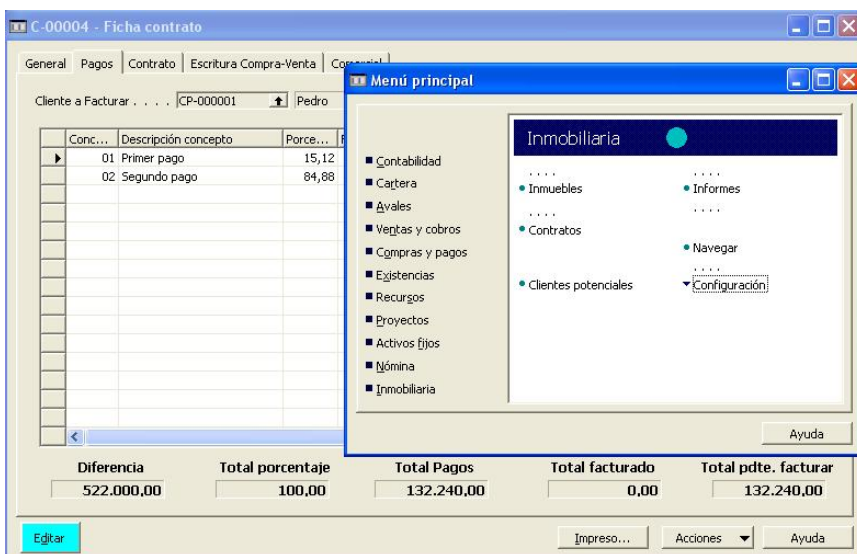 C-00004 - Ficha contrato
General Pagos Contrato Escritura Compra-Venta
Cliente a Facturar . . . . CP-000001 Pedro
Conc... Descripción concepto Porce...
01 Primer pago 15,12
02 Segundo pago 84,88
Menú principal
Contabilidad
Cartera
Avales
Ventas y cobros
Compras y pagos
Existencias
Recursos
Proyectos
Activos fijos
Nómina
Inmobiliaria
Inmobiliaria
. . . .
Inmuebles
. . . .
Contratos
Clientes potenciales
. . . .
Informes
. . . .
Navegar
. . . .
Configuración
Ayuda
Diferencia Total porcentaje Total Pagos Total facturado Total pdte. facturar
522.000,00 100,00 132.240,00 0,00 132.240,00
Editar Impreso... Acciones Ayuda